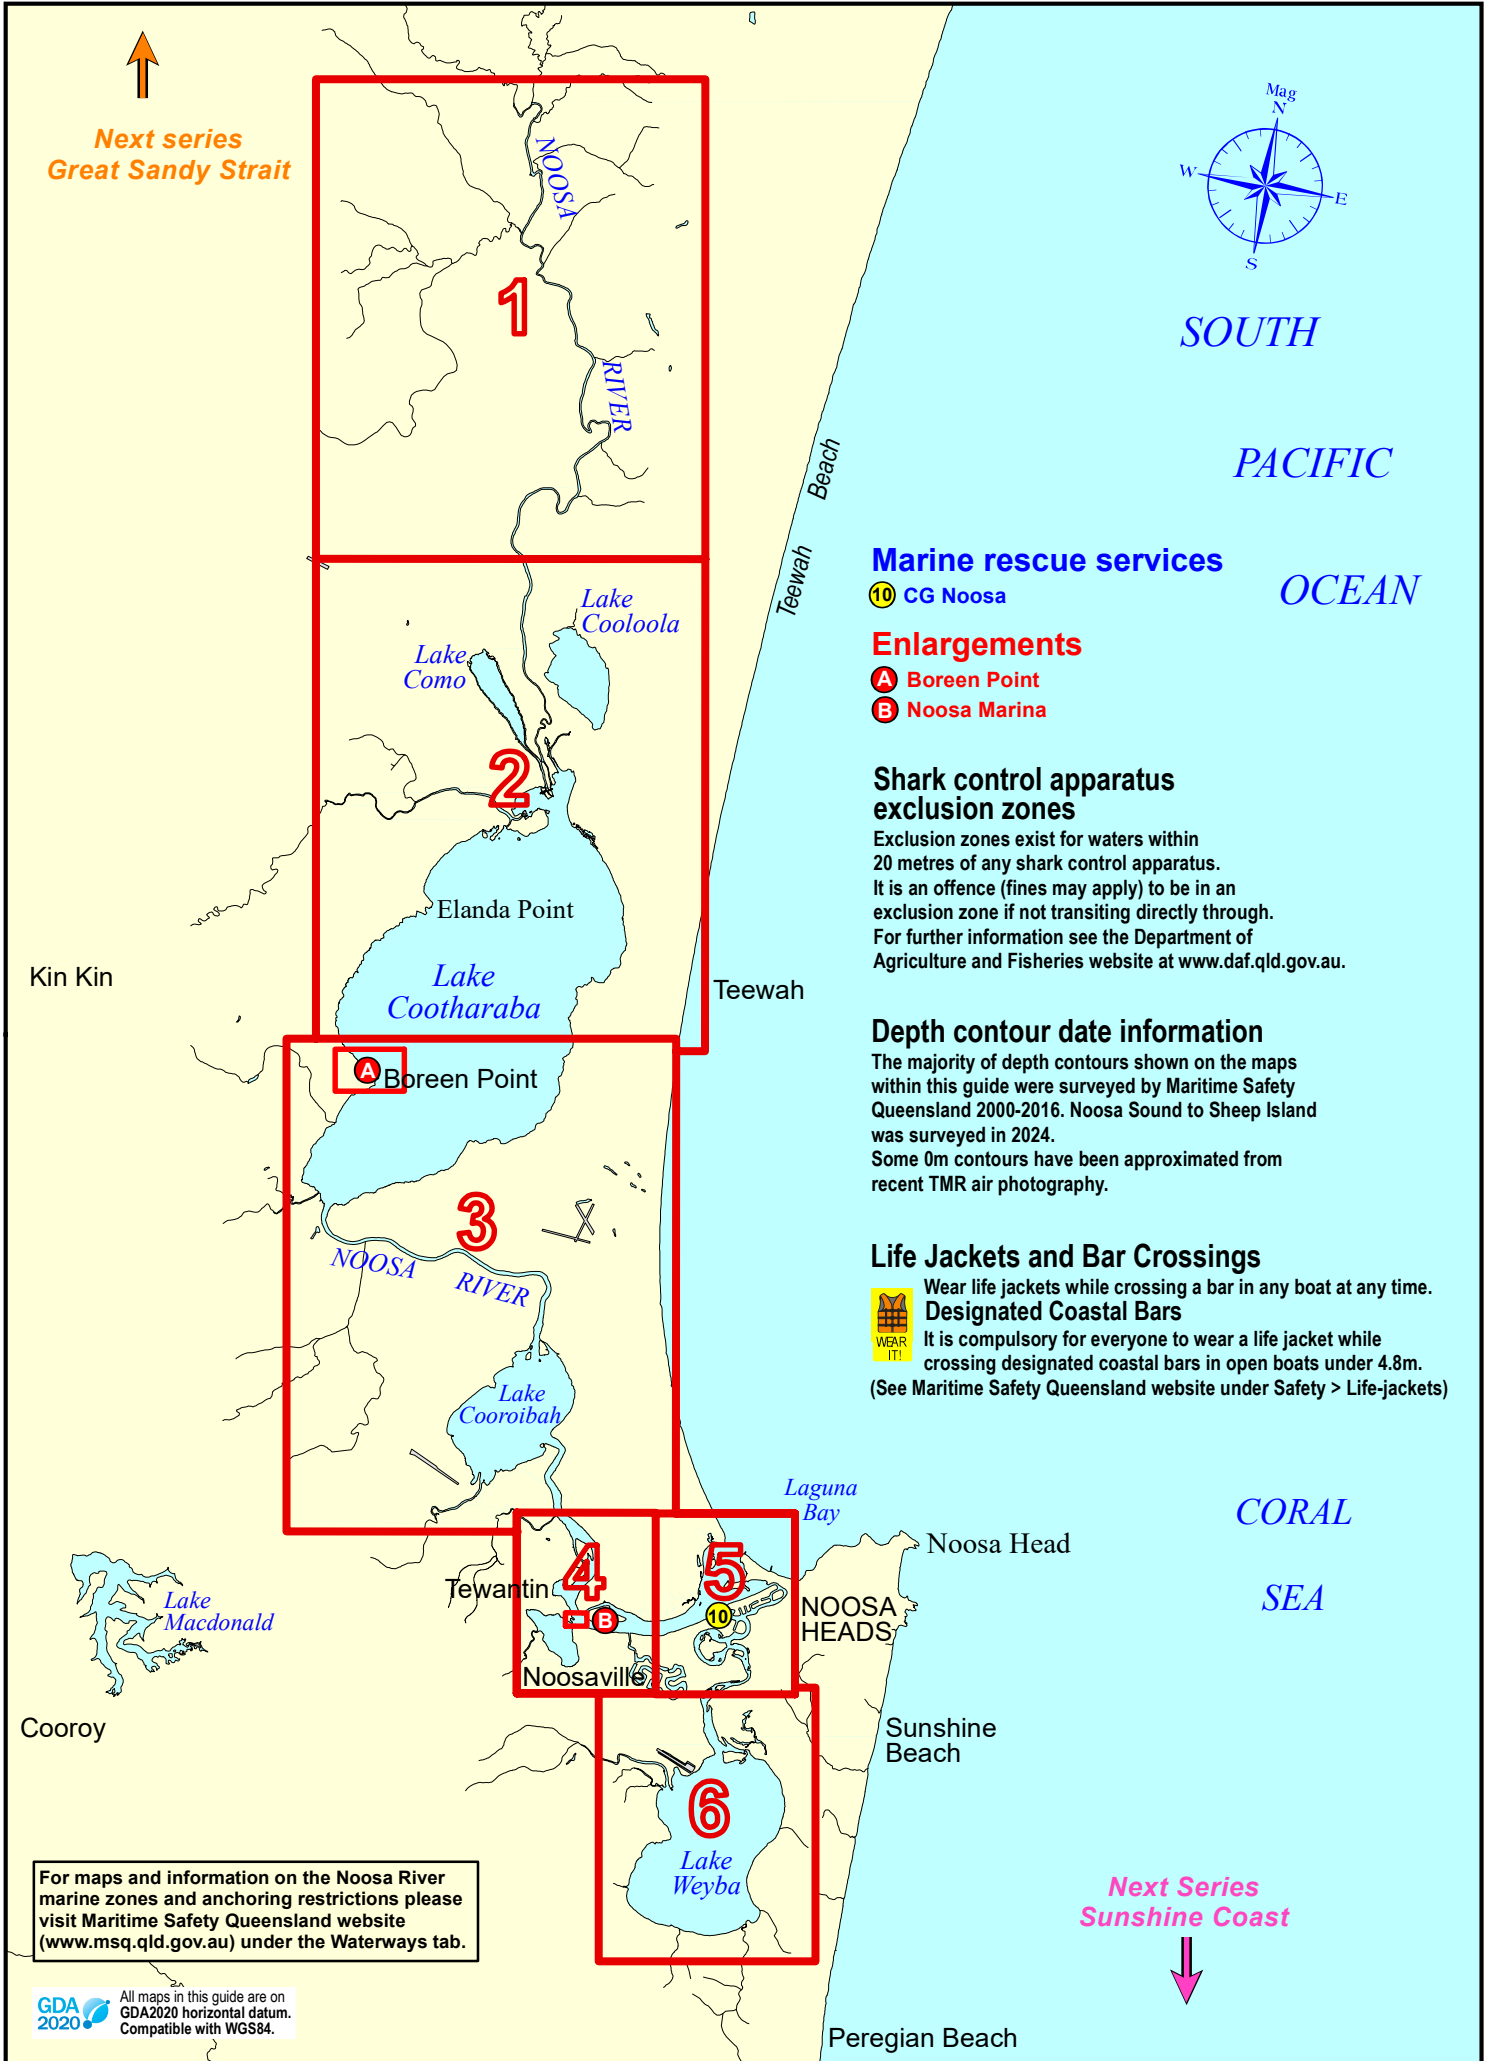 Next series
Great Sandy Strait
Mag
N
W
E
S
NOOSA
RIVER
1
SOUTH
PACIFIC
OCEAN
Teewah Beach
Marine rescue services
10 CG Noosa
Enlargements
A Boreen Point
B Noosa Marina
Lake
Cooloola
Lake
Como
2
Elanda Point
Lake
Cootharaba
Kin Kin
Teewah
Shark control apparatus
exclusion zones
Exclusion zones exist for waters within
20 metres of any shark control apparatus.
It is an offence (fines may apply) to be in an
exclusion zone if not transiting directly through.
For further information see the Department of
Agriculture and Fisheries website at www.daf.qld.gov.au.
Depth contour date information
The majority of depth contours shown on the maps
within this guide were surveyed by Maritime Safety
Queensland 2000-2016. Noosa Sound to Sheep Island
was surveyed in 2024.
Some 0m contours have been approximated from
recent TMR air photography.
A
Boreen Point
3
NOOSA
RIVER
Life Jackets and Bar Crossings
Wear life jackets while crossing a bar in any boat at any time.
Designated Coastal Bars
WEAR
IT!
It is compulsory for everyone to wear a life jacket while
crossing designated coastal bars in open boats under 4.8m.
(See Maritime Safety Queensland website under Safety > Life-jackets)
Lake
Cooroibah
Laguna
Bay
CORAL
SEA
Noosa Head
4
5
Tewantin
B
10
NOOSA
HEADS
Noosaville
Lake
Macdonald
Cooroy
Sunshine
Beach
6
Lake
Weyba
For maps and information on the Noosa River
marine zones and anchoring restrictions please
visit Maritime Safety Queensland website
(www.msq.qld.gov.au) under the Waterways tab.
Next Series
Sunshine Coast
GDA
2020
All maps in this guide are on
GDA2020 horizontal datum.
Compatible with WGS84.
Peregian Beach